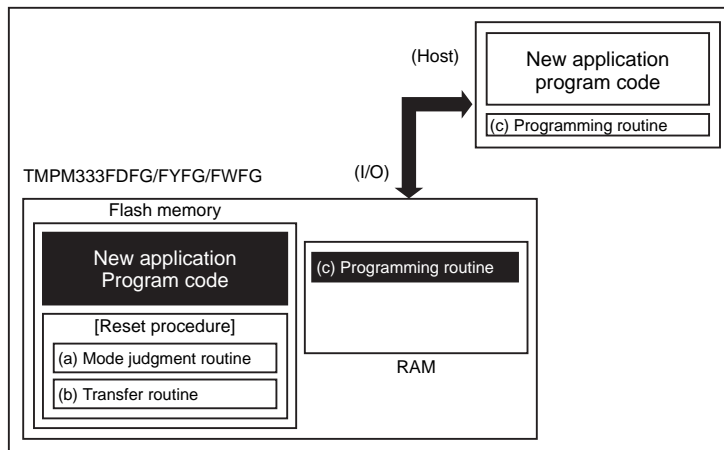 (Host)
New application
program code
(c) Programming routine
(I/O)
TMPM333FDFG/FYFG/FWFG
Flash memory
New application
Program code
(c) Programming routine
[Reset procedure]
(a) Mode judgment routine
(b) Transfer routine
RAM